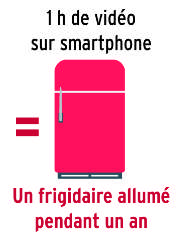 1 h de vidéo
sur smartphone
=
Un frigidaire allumé
pendant un an